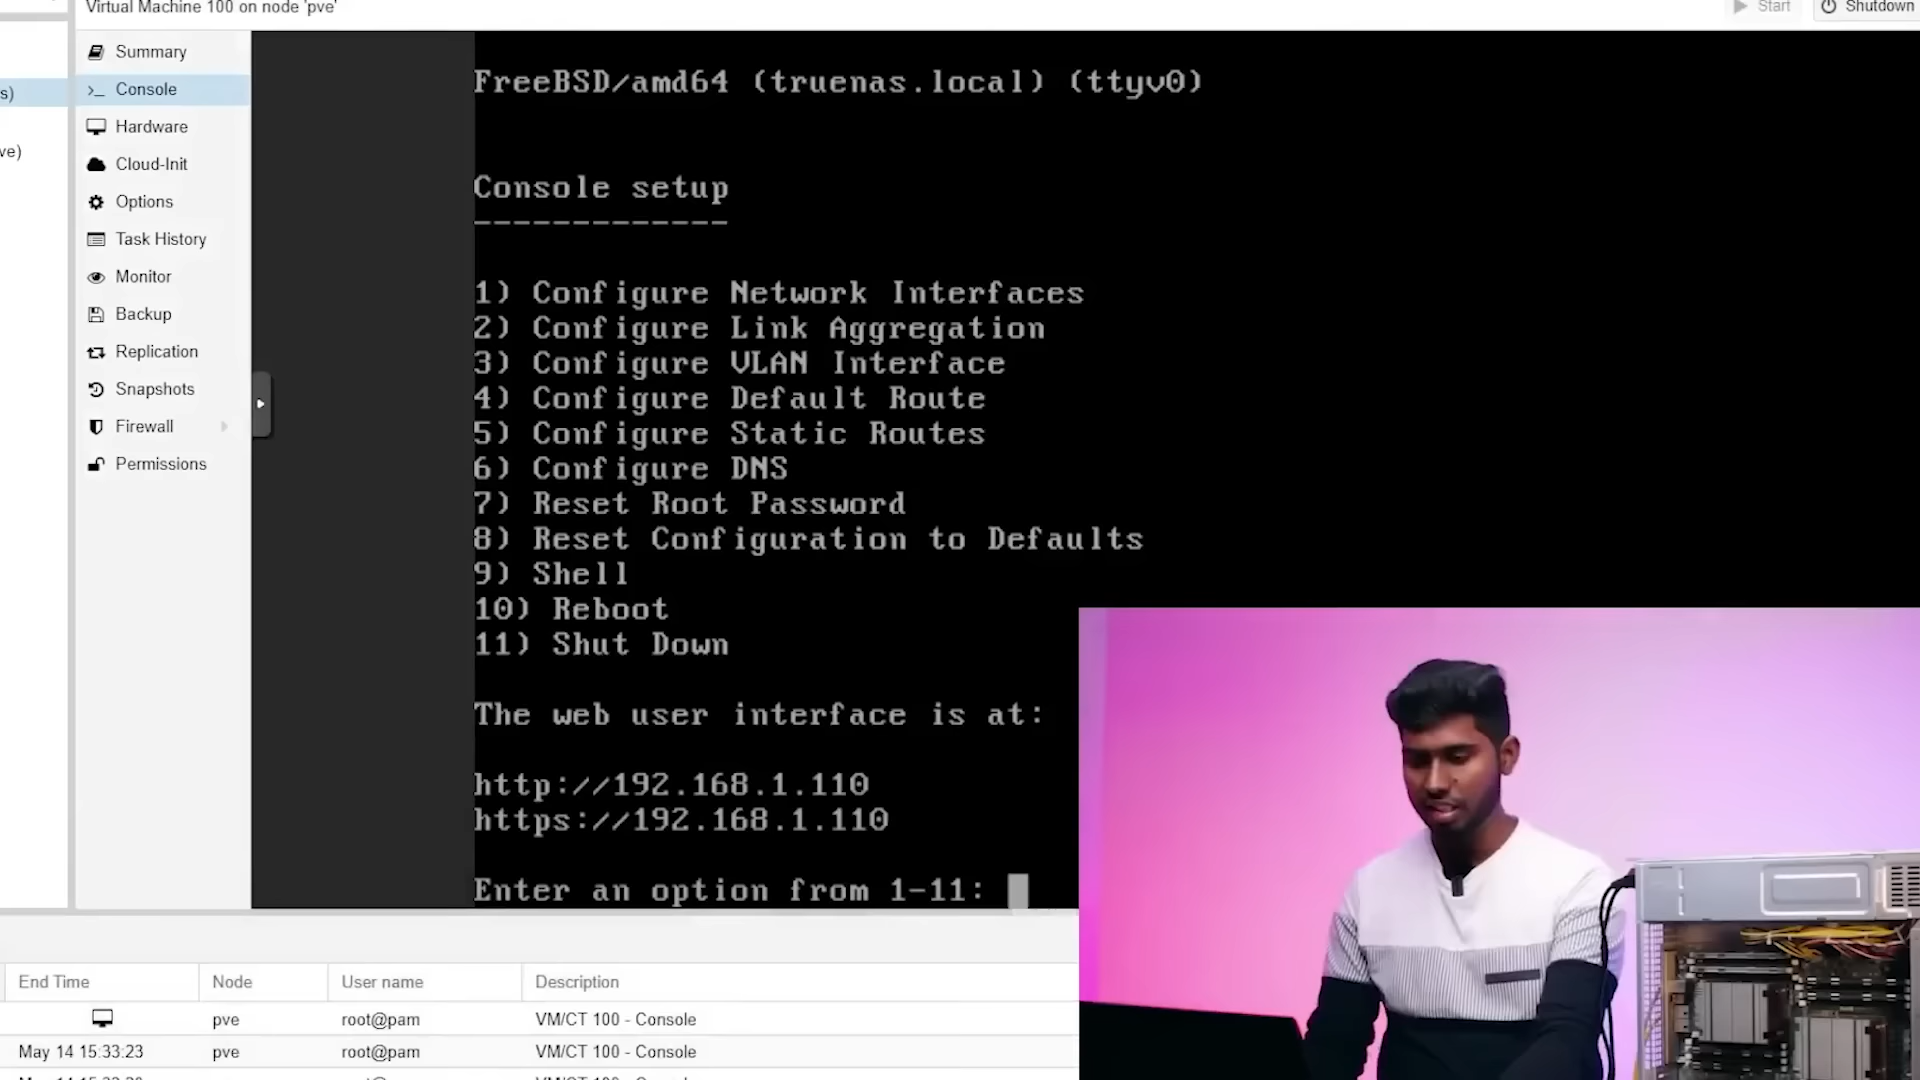 Virtual Machine 100 on node 'pve'
Start
Shutdown
s)
ve)
Summary
Console
Hardware
Cloud-Init
Options
Task History
Monitor
Backup
Replication
Snapshots
Firewall
Permissions
FreeBSD/amd64 (truenas.local) (ttyv0)
Console setup
-------------
1) Configure Network Interfaces
2) Configure Link Aggregation
3) Configure VLAN Interface
4) Configure Default Route
5) Configure Static Routes
6) Configure DNS
7) Reset Root Password
8) Reset Configuration to Defaults
9) Shell
10) Reboot
11) Shut Down
The web user interface is at:
http://192.168.1.110
https://192.168.1.110
Enter an option from 1-11:
End Time Node User name Description
pve root@pam VM/CT 100 - Console
May 14 15:33:23 pve root@pam VM/CT 100 - Console